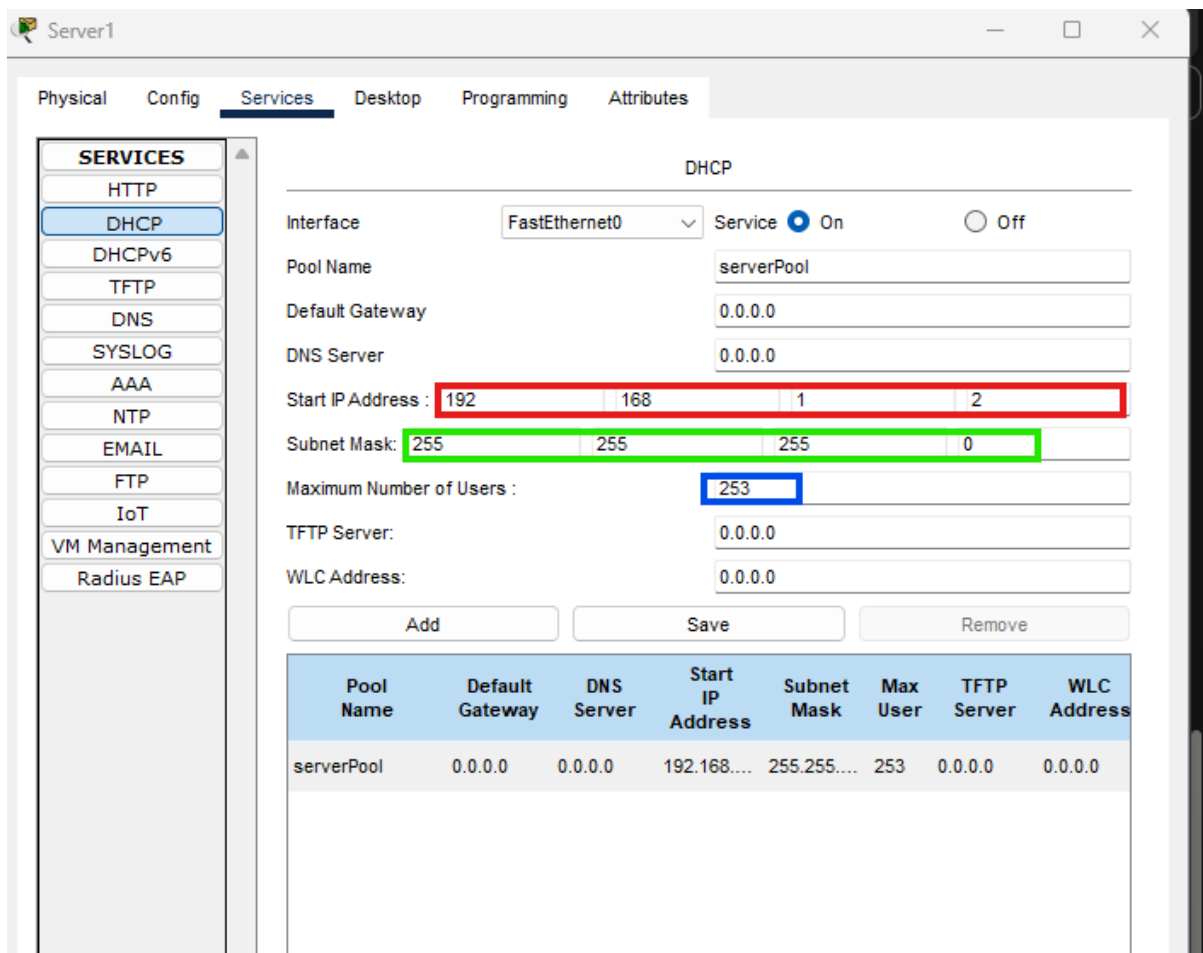 Server1
Physical Config Services Desktop Programming Attributes
SERVICES
HTTP
DHCP
DHCPv6
TFTP
DNS
SYSLOG
AAA
NTP
EMAIL
FTP
IoT
VM Management
Radius EAP
DHCP
Interface FastEthernet0 Service On Off
Pool Name serverPool
Default Gateway 0.0.0.0
DNS Server 0.0.0.0
Start IP Address : 192 168 1 2
Subnet Mask: 255 255 255 0
Maximum Number of Users : 253
TFTP Server: 0.0.0.0
WLC Address: 0.0.0.0
Add Save Remove
Pool Name Default Gateway DNS Server Start IP Address Subnet Mask Max User TFTP Server WLC Address
serverPool 0.0.0.0 0.0.0.0 192.168.... 255.255.... 253 0.0.0.0 0.0.0.0